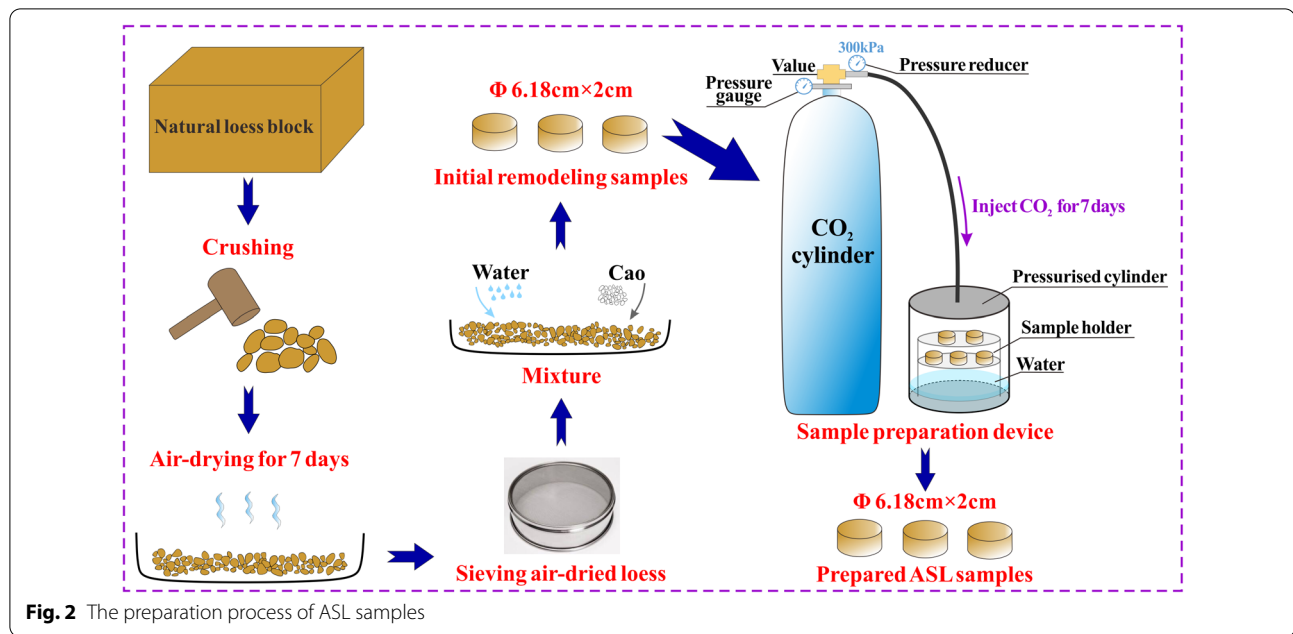 Natural loess block
Crushing
Air-drying for 7 days
Sieving air-dried loess
Water
Cao
Mixture
Φ 6.18cm×2cm
Initial remodeling samples
300kPa
Value
Pressure reducer
Pressure
gauge
CO₂
cylinder
Inject CO₂ for 7 days
Pressurised cylinder
Sample holder
Water
Sample preparation device
Φ 6.18cm×2cm
Prepared ASL samples
Fig. 2 The preparation process of ASL samples